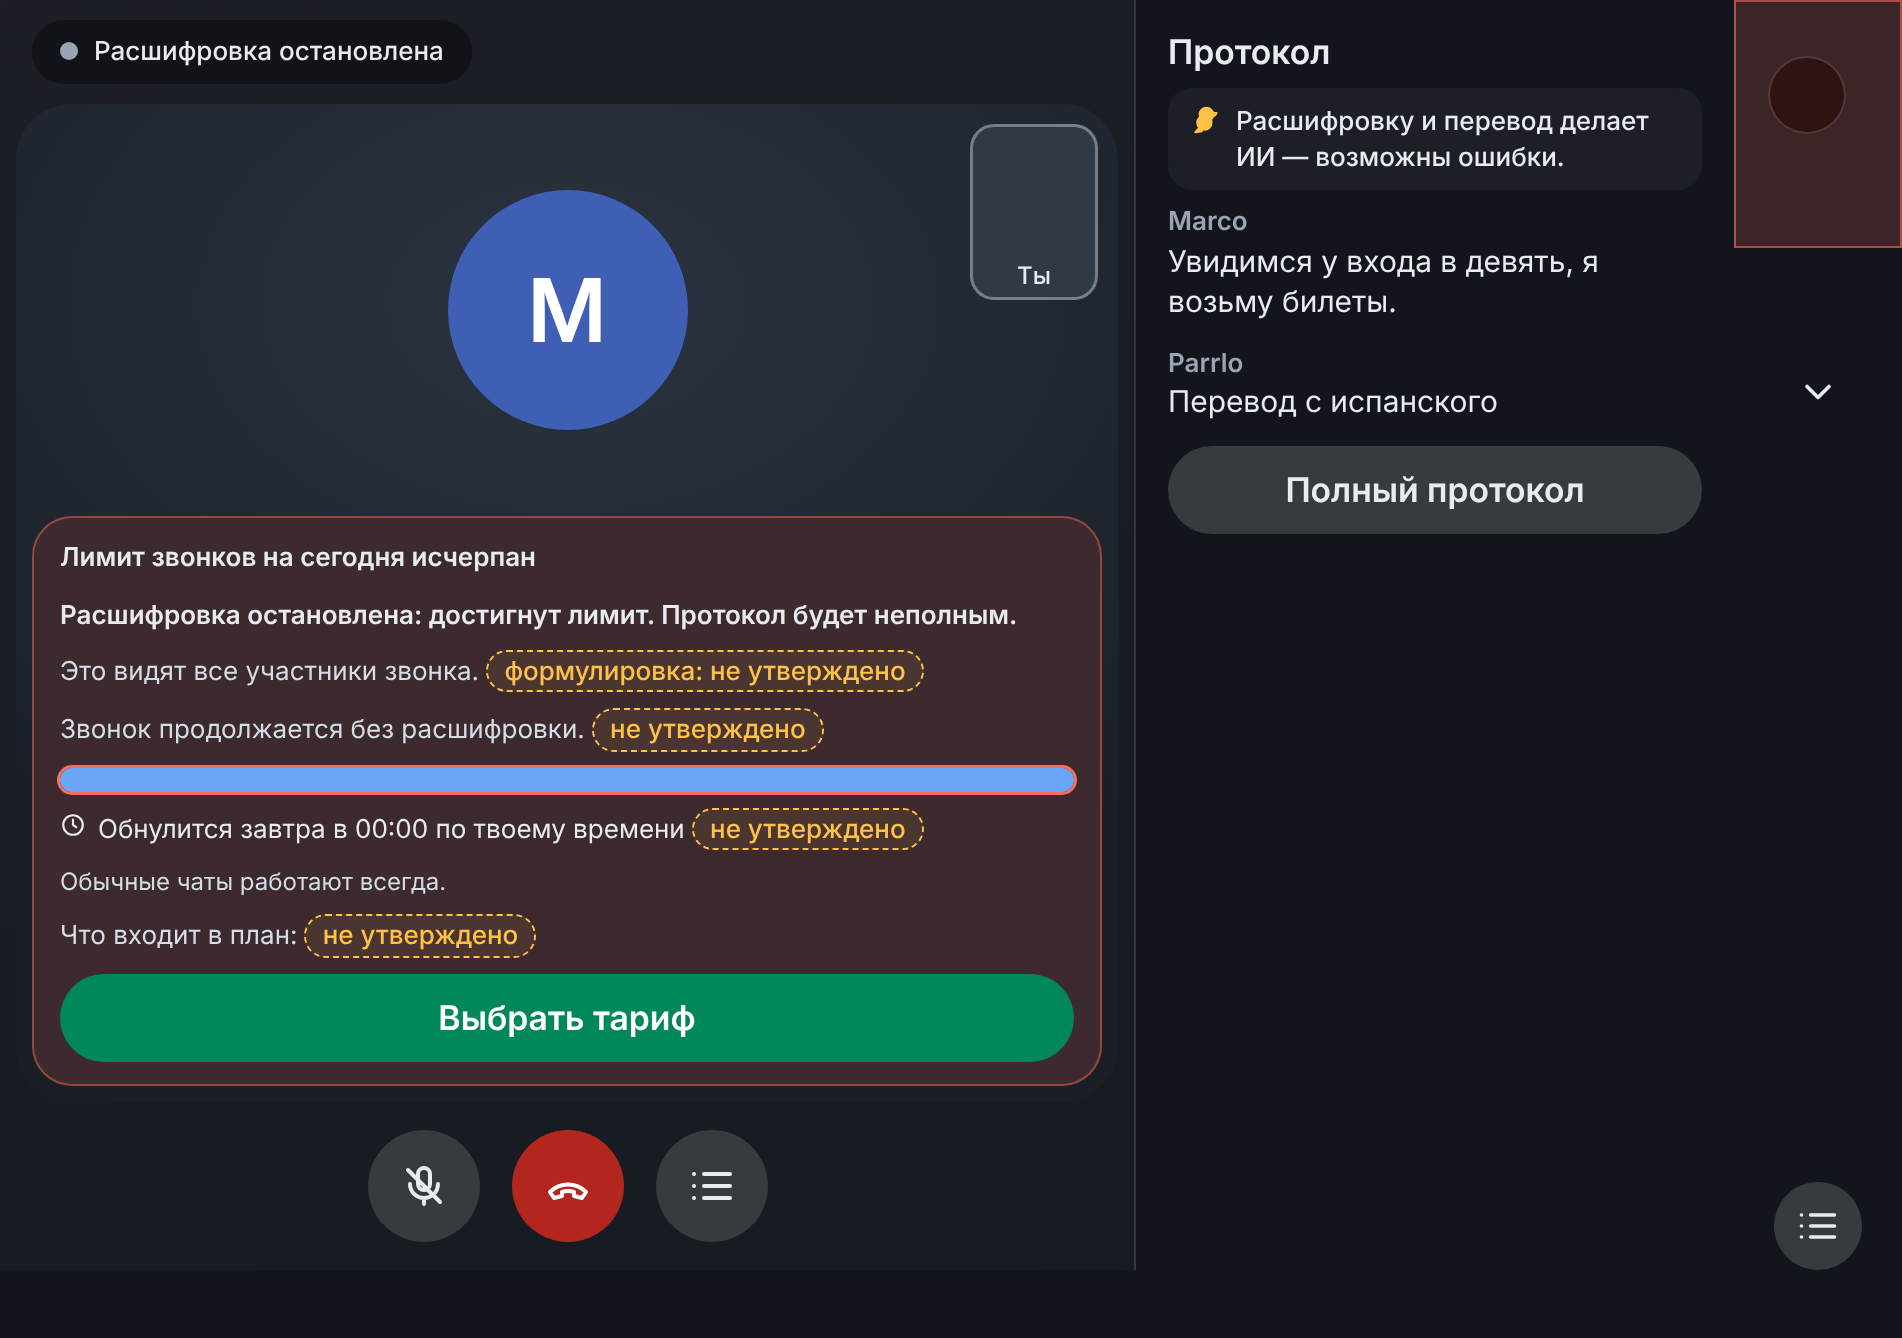 Расшифровка остановлена
Ты
M
Лимит звонков на сегодня исчерпан
Расшифровка остановлена: достигнут лимит. Протокол будет неполным.
Это видят все участники звонка. формулировка: не утверждено
Звонок продолжается без расшифровки. не утверждено
Обнулится завтра в 00:00 по твоему времени не утверждено
Обычные чаты работают всегда.
Что входит в план: не утверждено
Выбрать тариф
Протокол
Расшифровку и перевод делает
ИИ — возможны ошибки.
Marco
Увидимся у входа в девять, я
возьму билеты.
Parrlo
Перевод с испанского
Полный протокол